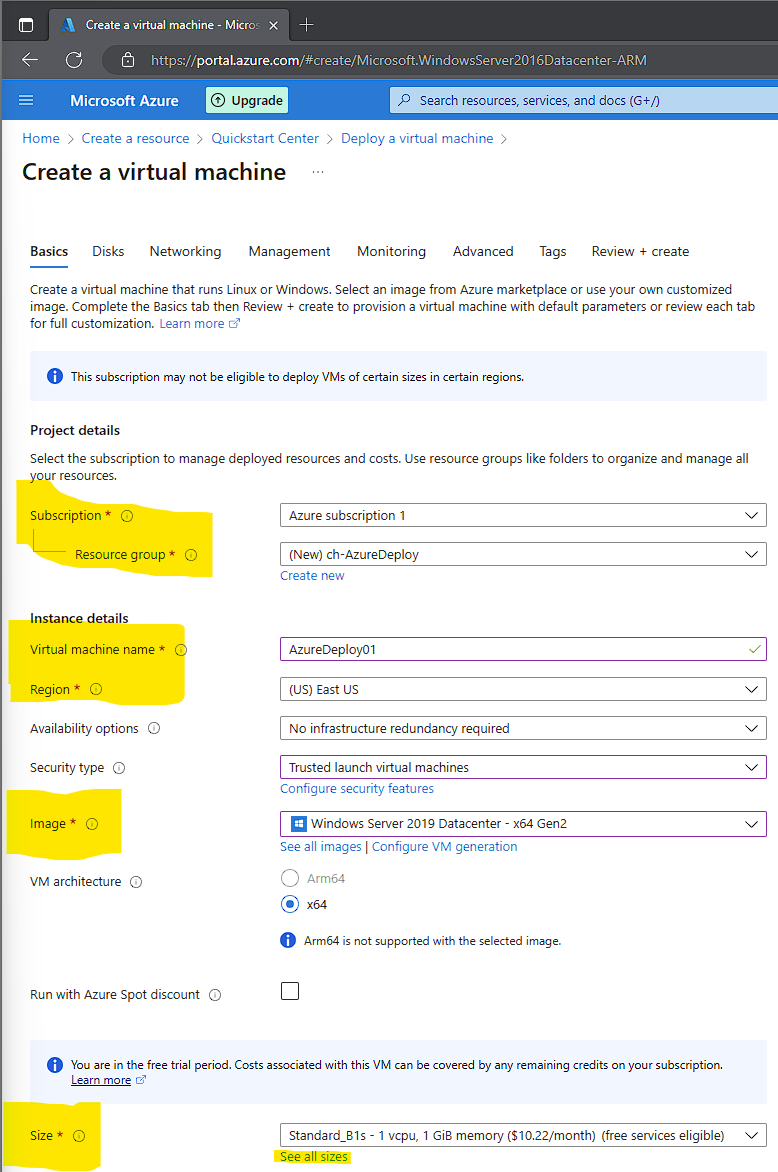 Create a virtual machine - Micros
https://portal.azure.com/#create/Microsoft.WindowsServer2016Datacenter-ARM
Microsoft Azure
Upgrade
Search resources, services, and docs (G+/)
Home > Create a resource > Quickstart Center > Deploy a virtual machine >
Create a virtual machine ...
Basics Disks Networking Management Monitoring Advanced Tags Review + create
Create a virtual machine that runs Linux or Windows. Select an image from Azure marketplace or use your own customized
image. Complete the Basics tab then Review + create to provision a virtual machine with default parameters or review each tab
for full customization. Learn more
This subscription may not be eligible to deploy VMs of certain sizes in certain regions.
Project details
Select the subscription to manage deployed resources and costs. Use resource groups like folders to organize and manage all
your resources.
Subscription *
Azure subscription 1
Resource group *
(New) ch-AzureDeploy
Create new
Instance details
Virtual machine name *
AzureDeploy01
Region *
(US) East US
Availability options
No infrastructure redundancy required
Security type
Trusted launch virtual machines
Configure security features
Image *
Windows Server 2019 Datacenter - x64 Gen2
See all images | Configure VM generation
VM architecture
Arm64
x64
Arm64 is not supported with the selected image.
Run with Azure Spot discount
You are in the free trial period. Costs associated with this VM can be covered by any remaining credits on your subscription.
Learn more
Size *
Standard_B1s - 1 vcpu, 1 GiB memory ($10.22/month) (free services eligible)
See all sizes